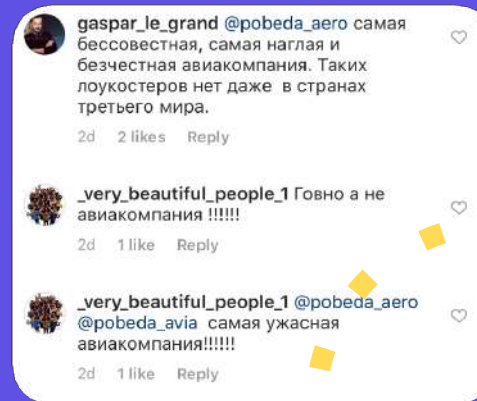 gaspar_le_grand @pobeda_aero самая
бессовестная, самая наглая и
безчестная авиакомпания. Таких
лоукостеров нет даже в странах
третьего мира.
2d 2 likes Reply
_very_beautiful_people_1 Говно а не
авиакомпания !!!!!!
2d 1 like Reply
_very_beautiful_people_1 @pobeda_aero
@pobeda_avia самая ужасная
авиакомпания!!!!!!
2d 1 like Reply